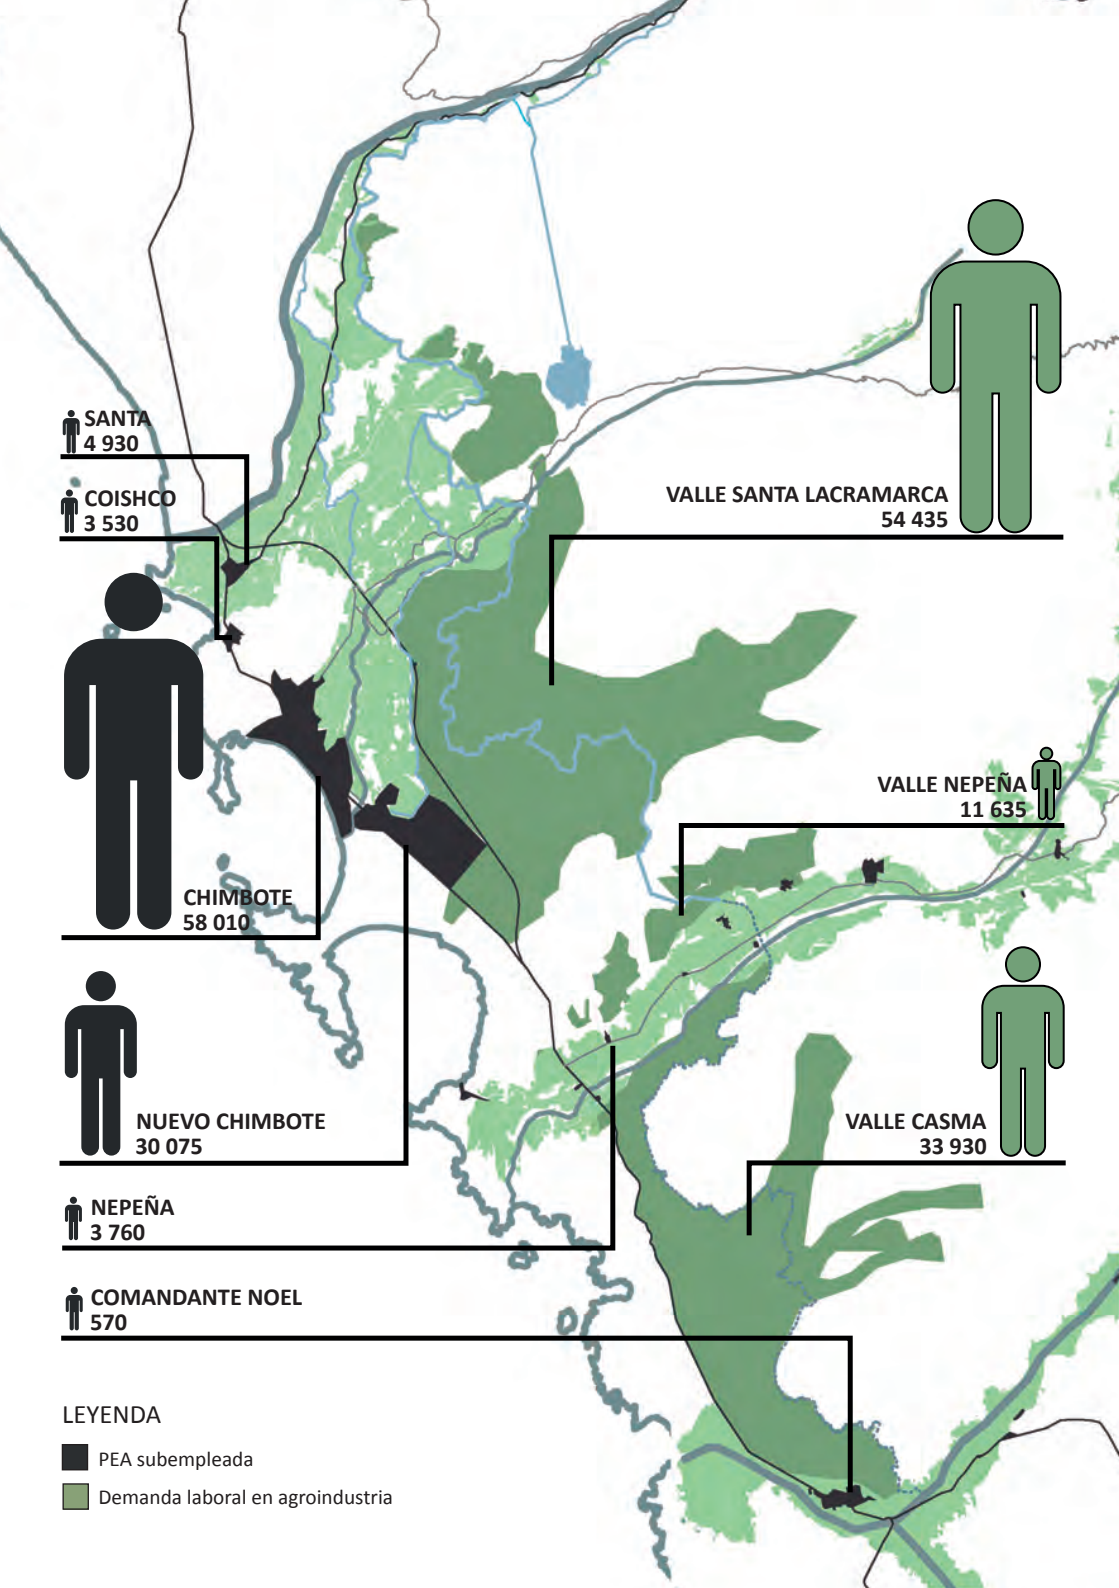 SANTA
4 930
COISHCO
3 530
VALLE SANTA LACRAMARCA
54 435
VALLE NEPEÑA
11 635
CHIMBOTE
58 010
NUEVO CHIMBOTE
30 075
VALLE CASMA
33 930
NEPEÑA
3 760
COMANDANTE NOEL
570
LEYENDA
PEA subempleada
Demanda laboral en agroindustria